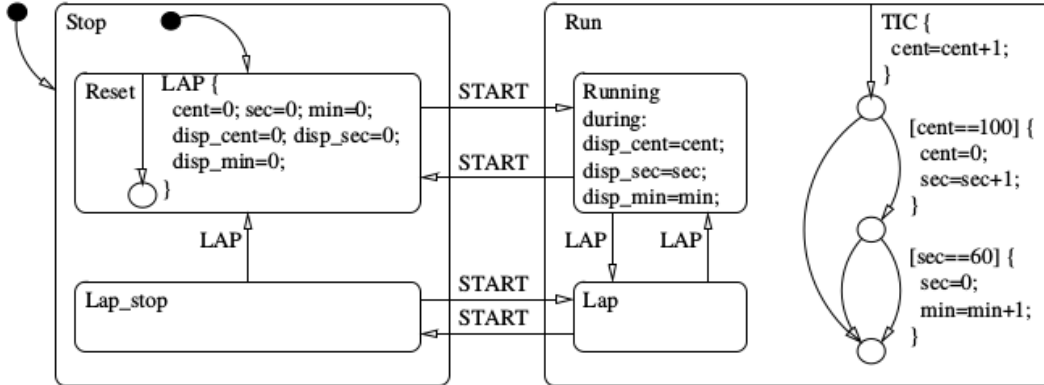 Stop
Reset
LAP {
cent=0; sec=0; min=0;
disp_cent=0; disp_sec=0;
disp_min=0;
}
LAP
Lap_stop
START
START
START
START
Run
Running
during:
disp_cent=cent;
disp_sec=sec;
disp_min=min;
LAP
LAP
Lap
TIC {
cent=cent+1;
}
[cent==100] {
cent=0;
sec=sec+1;
}
[sec==60] {
sec=0;
min=min+1;
}